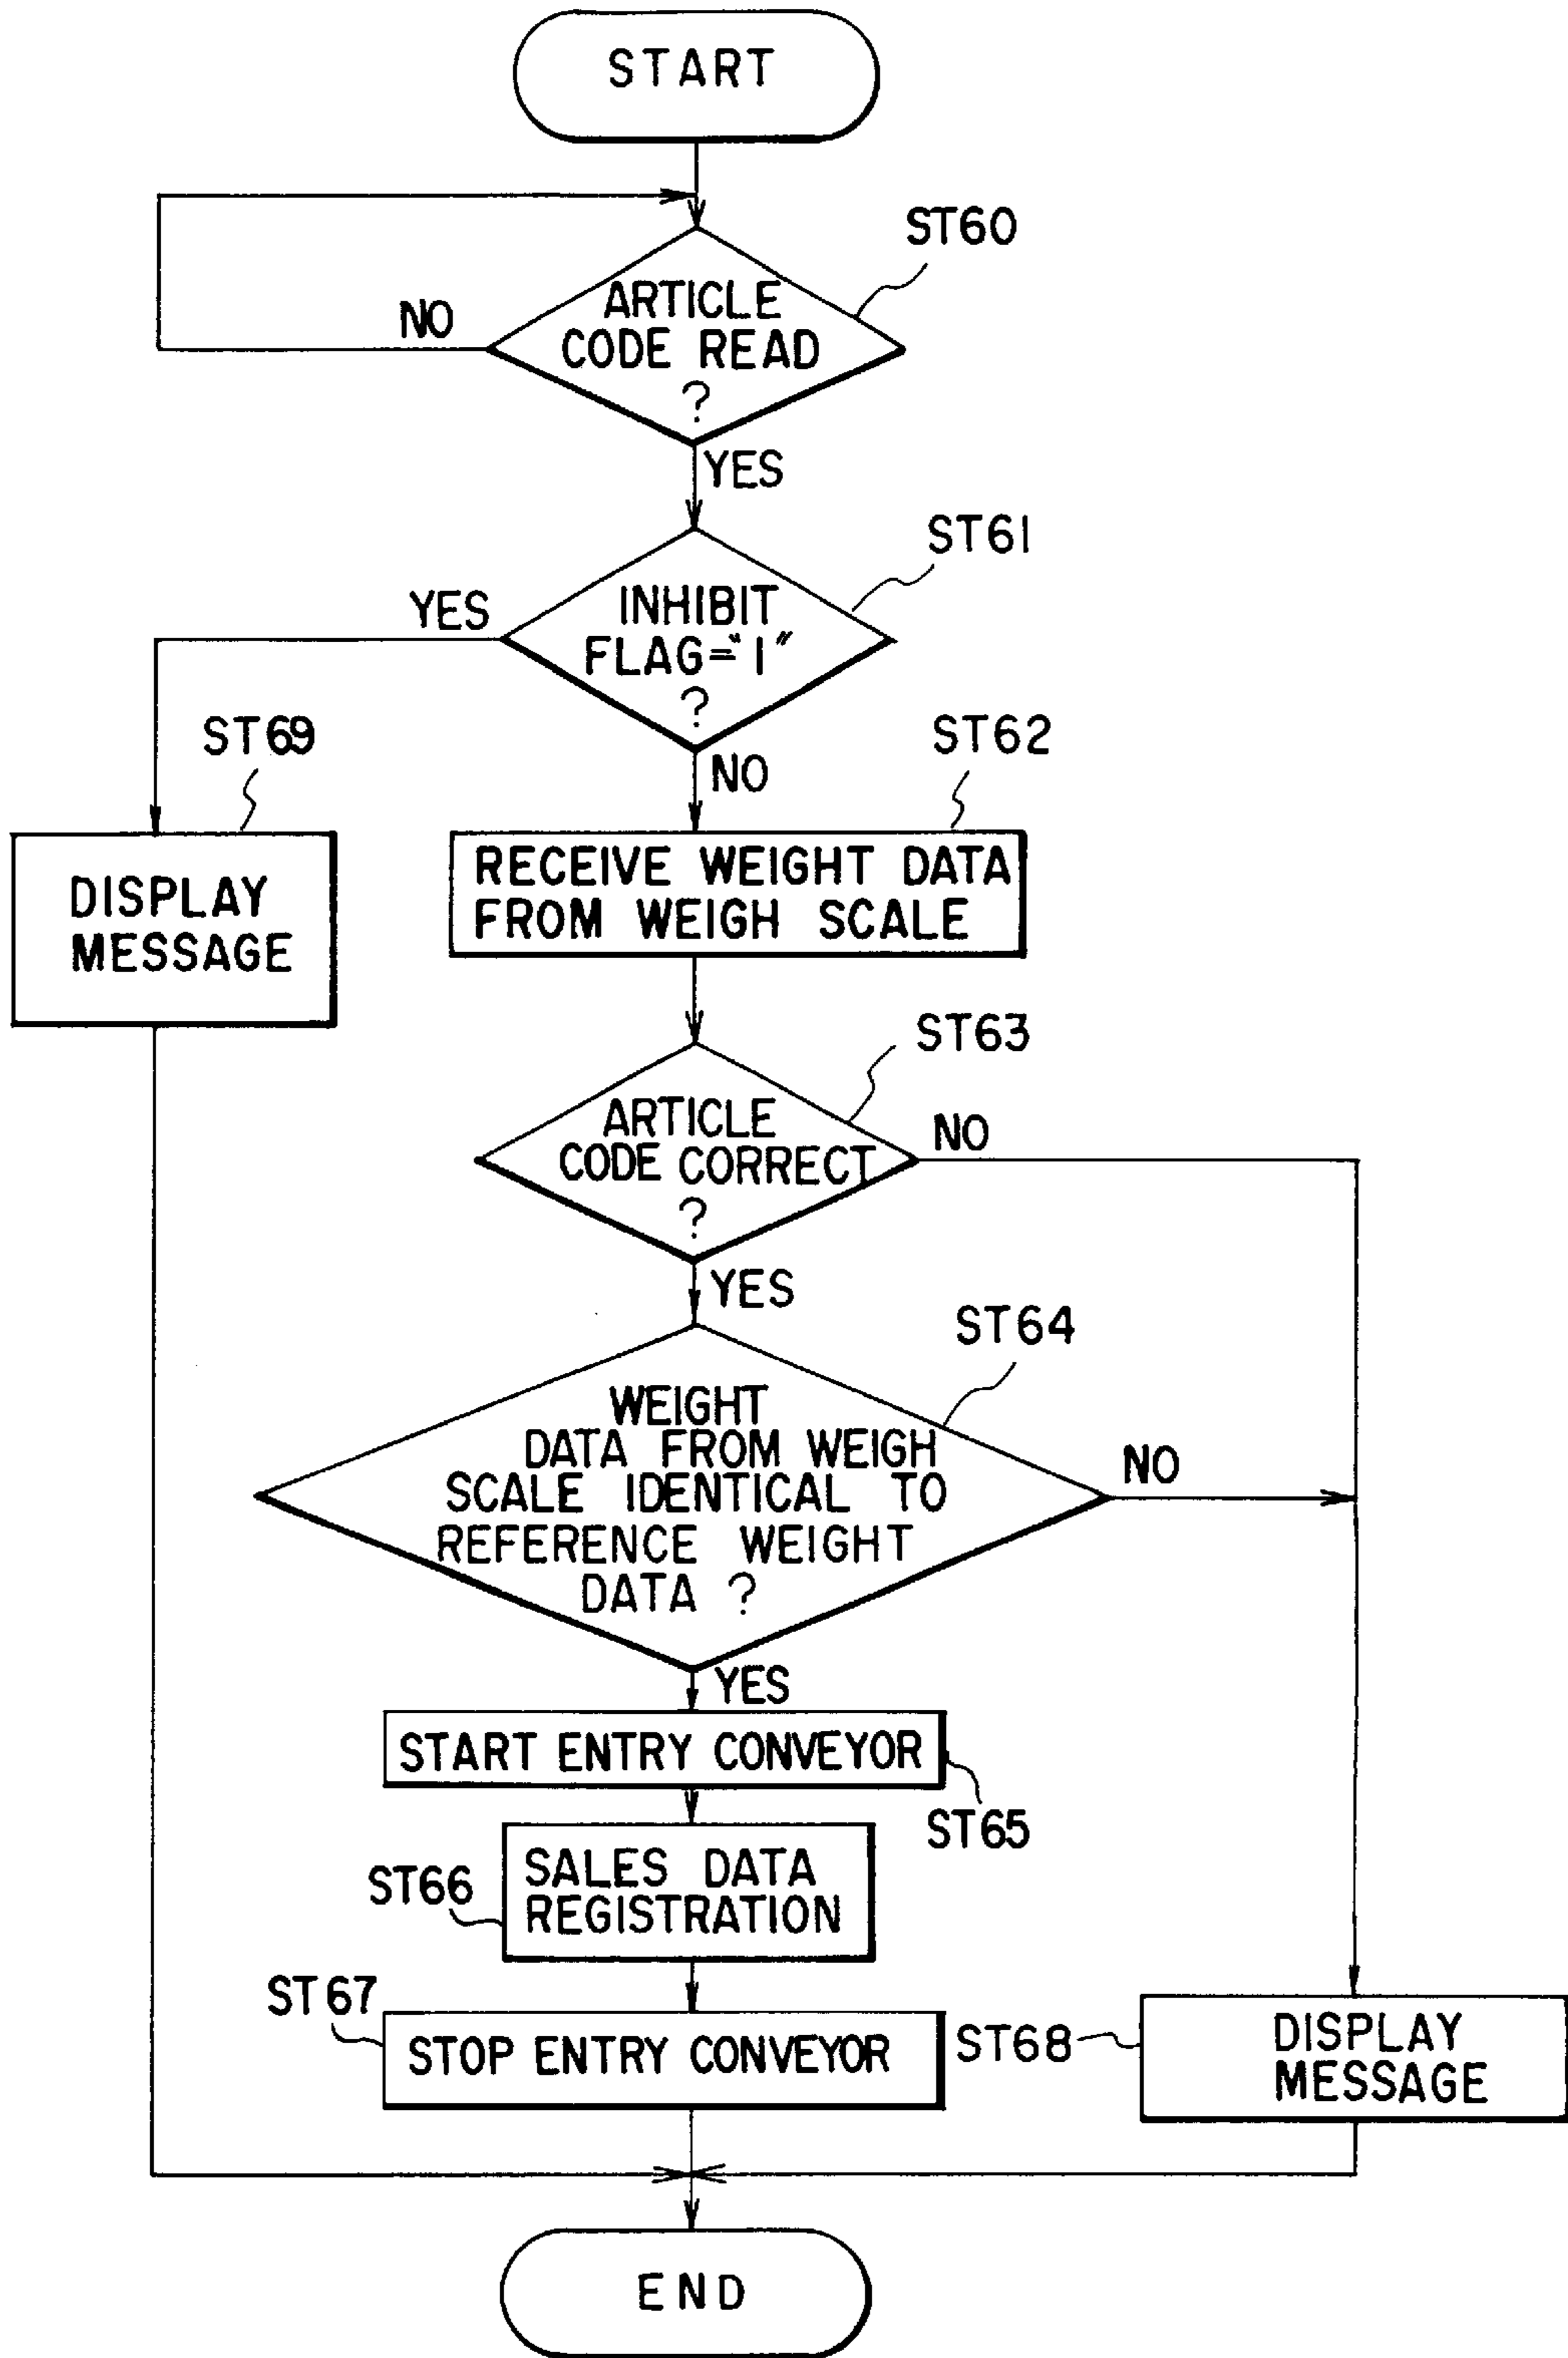 START
ST60
ARTICLE
CODE READ
?
NO
YES
ST61
INHIBIT
FLAG="1"
?
YES
NO
ST69
DISPLAY
MESSAGE
ST62
RECEIVE WEIGHT DATA
FROM WEIGH SCALE
ST63
ARTICLE
CODE CORRECT
?
NO
YES
ST64
WEIGHT
DATA FROM WEIGH
SCALE IDENTICAL TO
REFERENCE WEIGHT
DATA ?
NO
YES
START ENTRY CONVEYOR
ST65
ST66
SALES DATA
REGISTRATION
ST67
STOP ENTRY CONVEYOR
ST68
DISPLAY
MESSAGE
END